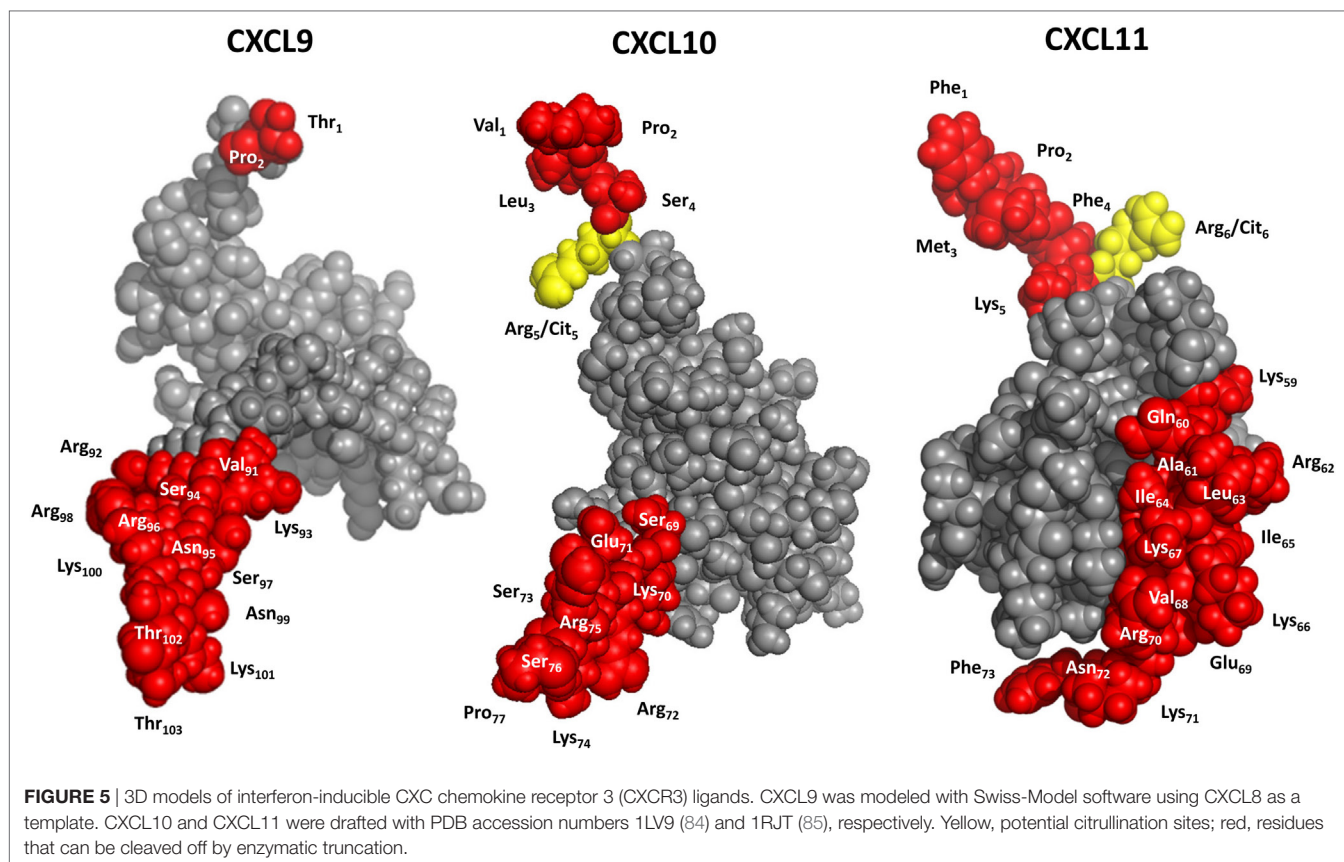 CXCL9
CXCL10
CXCL11
Thr1
Pro2
Arg92
Val91
Ser94
Arg98
Arg96
Lys93
Asn95
Lys100
Ser97
Asn99
Thr102
Lys101
Thr103
Val1
Pro2
Leu3
Ser4
Arg5/Cit5
Ser69
Glu71
Ser73
Lys70
Arg75
Ser76
Pro77
Arg72
Lys74
Phe1
Pro2
Phe4
Arg6/Cit6
Met3
Lys5
Lys59
Gln60
Ala61
Arg62
Ile64
Leu63
Lys67
Ile65
Val68
Arg70
Lys66
Glu69
Phe73
Asn72
Lys71
FIGURE 5 | 3D models of interferon-inducible CXC chemokine receptor 3 (CXCR3) ligands. CXCL9 was modeled with Swiss-Model software using CXCL8 as a
template. CXCL10 and CXCL11 were drafted with PDB accession numbers 1LV9 (84) and 1RJT (85), respectively. Yellow, potential citrullination sites; red, residues
that can be cleaved off by enzymatic truncation.